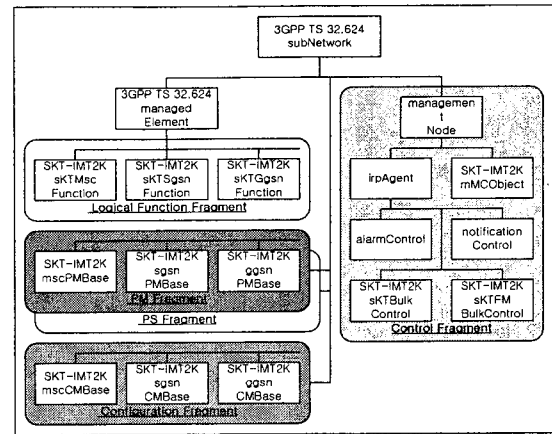 3GPP TS 32.624
subNetwork
3GPP TS 32.624
managed
Element
managemen
t
Node
SKT-IMT2K
sKTMsc
Function
SKT-IMT2K
sKTSgsn
Function
SKT-IMT2K
sKTGgsn
Function
Logical Function Fragment
irpAgent
SKT-IMT2K
mMCObject
alarmControl
notification
Control
SKT-IMT2K
sKTBulk
Control
SKT-IMT2K
sKTFM
BulkControl
Control Fragment
SKT-IMT2K
mscPMBase
SKT-IMT2K
sgsn
PMBase
SKT-IMT2K
ggsn
PMBase
PM Fragment
PS Fragment
SKT-IMT2K
mscCMBase
SKT-IMT2K
sgsn
CMBase
SKT-IMT2K
ggsn
CMBase
Configuration Fragment